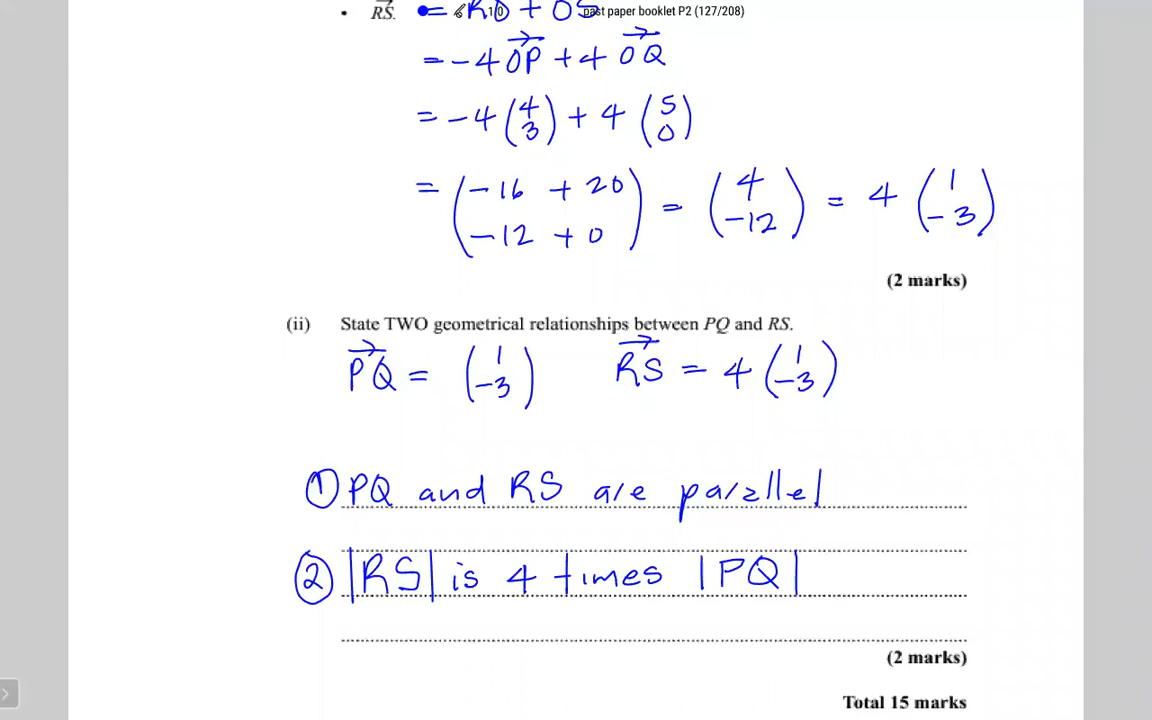 • RS. = RO + OS past paper booklet P2 (127/208)
= -4 OP + 4 OQ
= -4 (4 3) + 4 (5 0)
= (-16 + 20 -12 + 0) = (4 -12) = 4 (1 -3)
(2 marks)
(ii) State TWO geometrical relationships between PQ and RS.
PQ = (1 -3) RS = 4 (1 -3)
① PQ and RS are parallel
② |RS| is 4 times |PQ|
(2 marks)
Total 15 marks